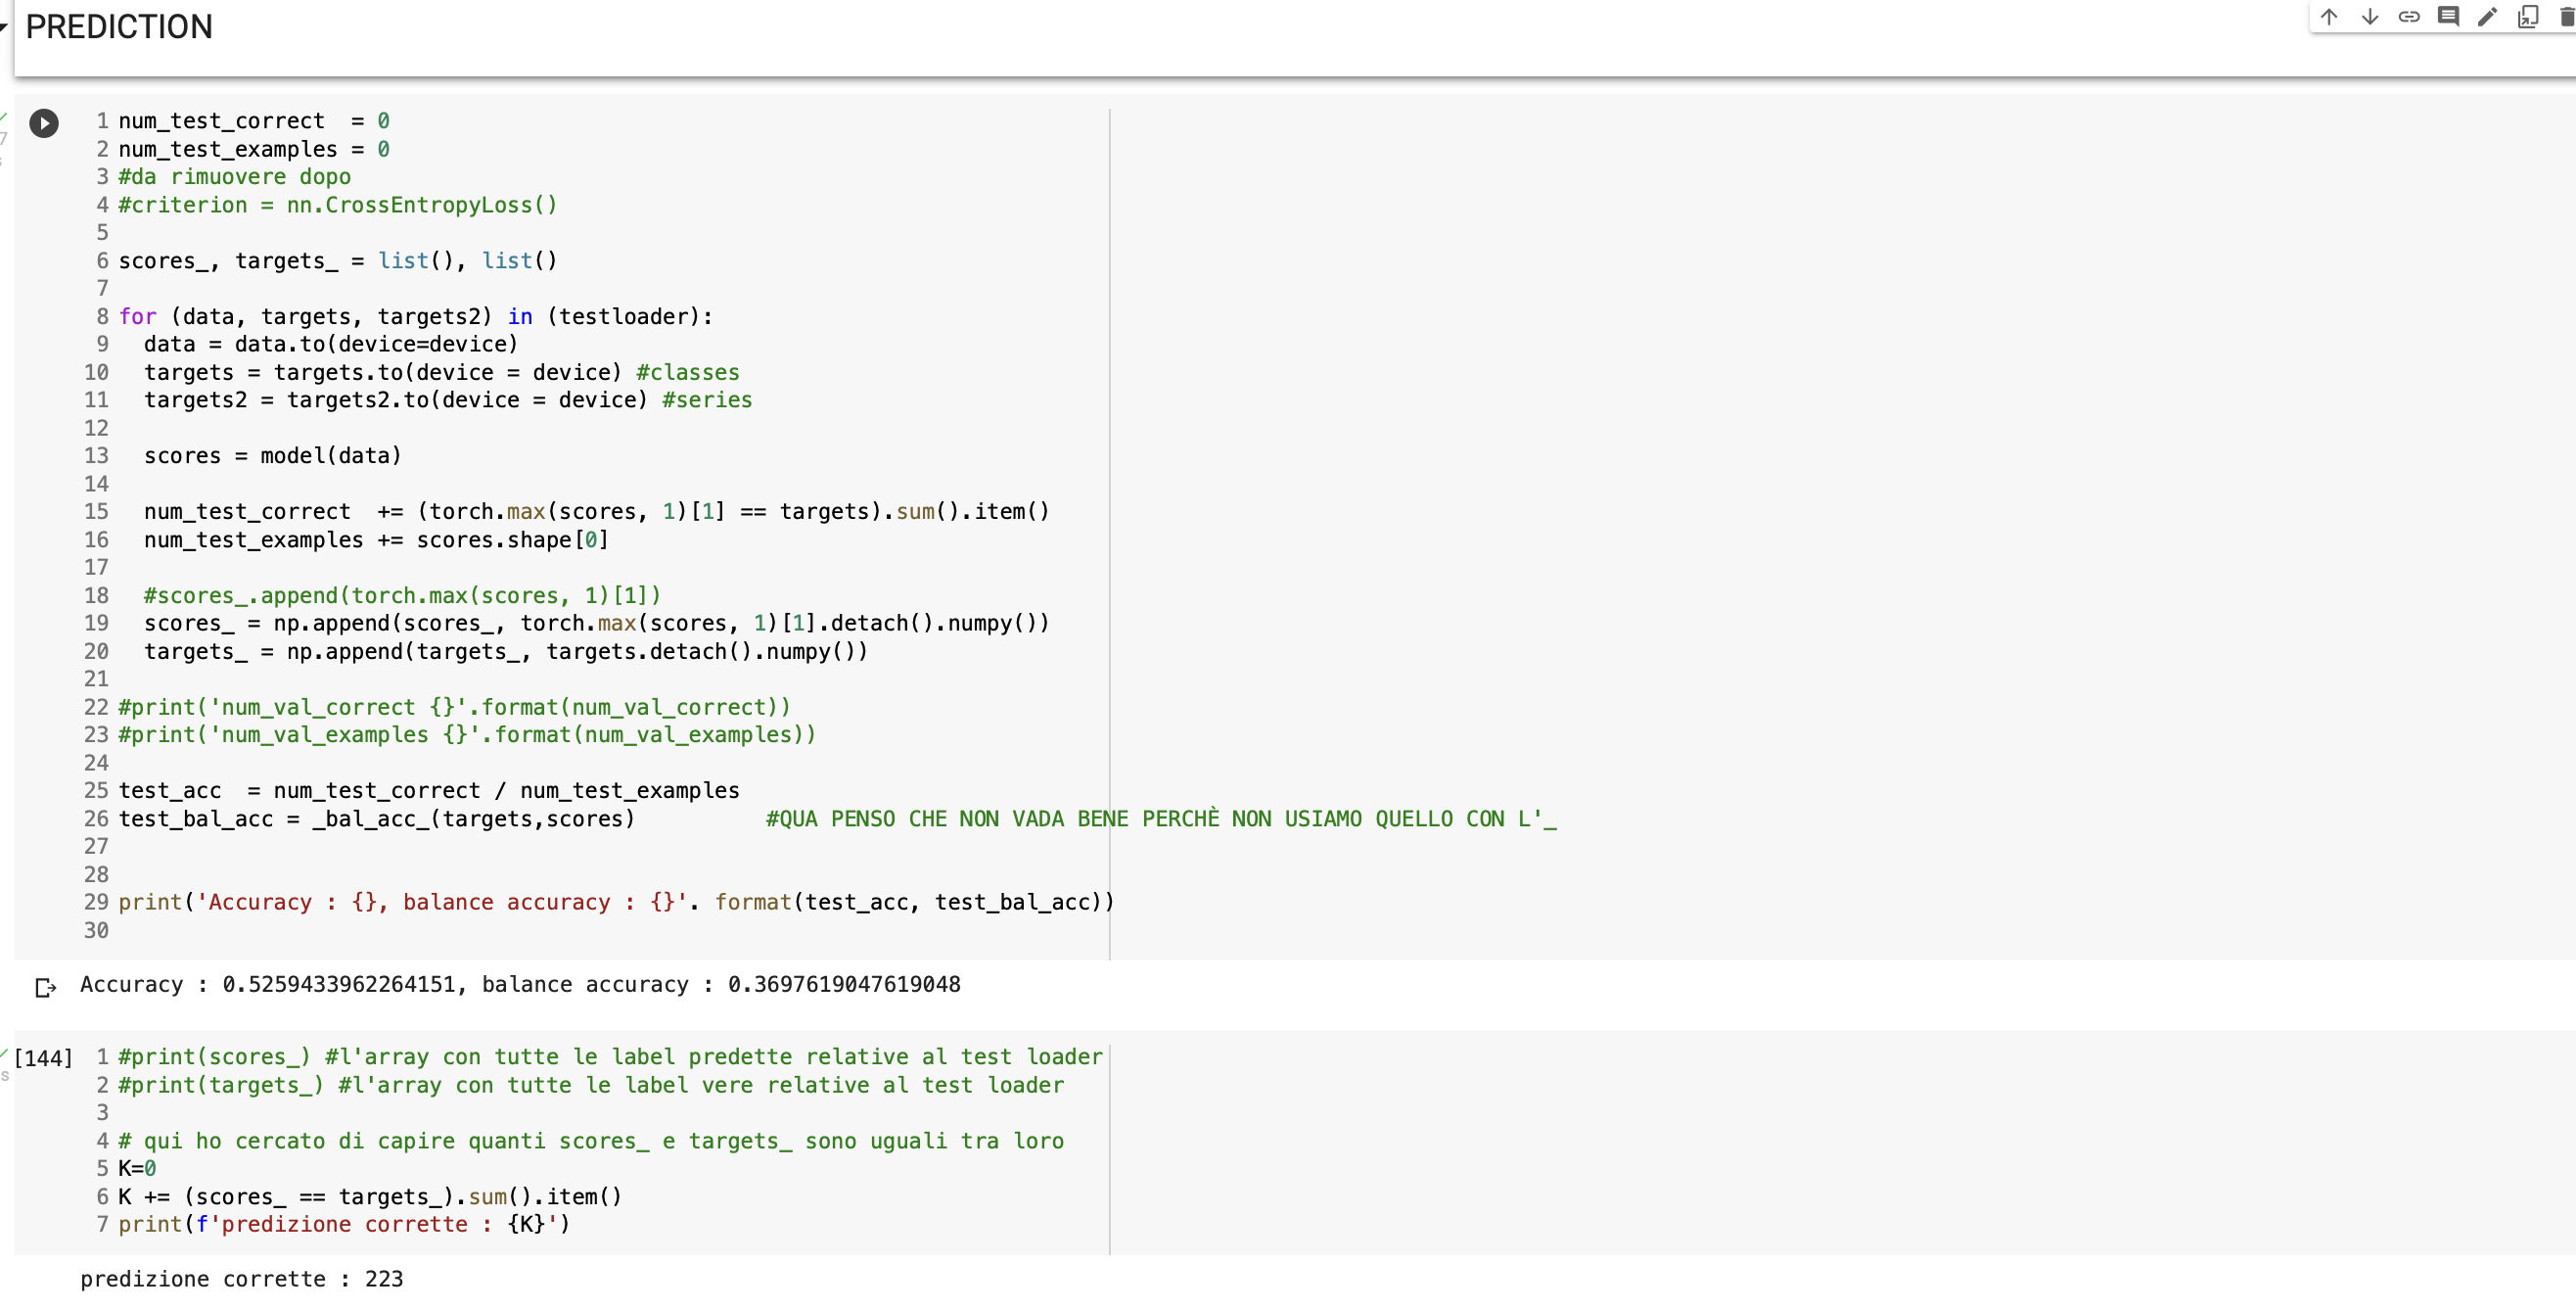 PREDICTION
1 num_test_correct  = 0
2 num_test_examples = 0
3 #da rimuovere dopo
4 #criterion = nn.CrossEntropyLoss()
5
6 scores_, targets_ = list(), list()
7
8 for (data, targets, targets2) in (testloader):
9   data = data.to(device=device)
10   targets = targets.to(device = device) #classes
11   targets2 = targets2.to(device = device) #series
12
13   scores = model(data)
14
15   num_test_correct  += (torch.max(scores, 1)[1] == targets).sum().item()
16   num_test_examples += scores.shape[0]
17
18   #scores_.append(torch.max(scores, 1)[1])
19   scores_ = np.append(scores_, torch.max(scores, 1)[1].detach().numpy())
20   targets_ = np.append(targets_, targets.detach().numpy())
21
22 #print('num_val_correct {}'.format(num_val_correct))
23 #print('num_val_examples {}'.format(num_val_examples))
24
25 test_acc  = num_test_correct / num_test_examples
26 test_bal_acc = _bal_acc_(targets,scores)          #QUA PENSO CHE NON VADA BENE PERCHÈ NON USIAMO QUELLO CON L'_
27
28
29 print('Accuracy : {}, balance accuracy : {}'. format(test_acc, test_bal_acc))
30
Accuracy : 0.5259433962264151, balance accuracy : 0.3697619047619048
[144] 1 #print(scores_) #l'array con tutte le label predette relative al test loader
2 #print(targets_) #l'array con tutte le label vere relative al test loader
3
4 # qui ho cercato di capire quanti scores_ e targets_ sono uguali tra loro
5 K=0
6 K += (scores_ == targets_).sum().item()
7 print(f'predizione corrette : {K}')
predizione corrette : 223